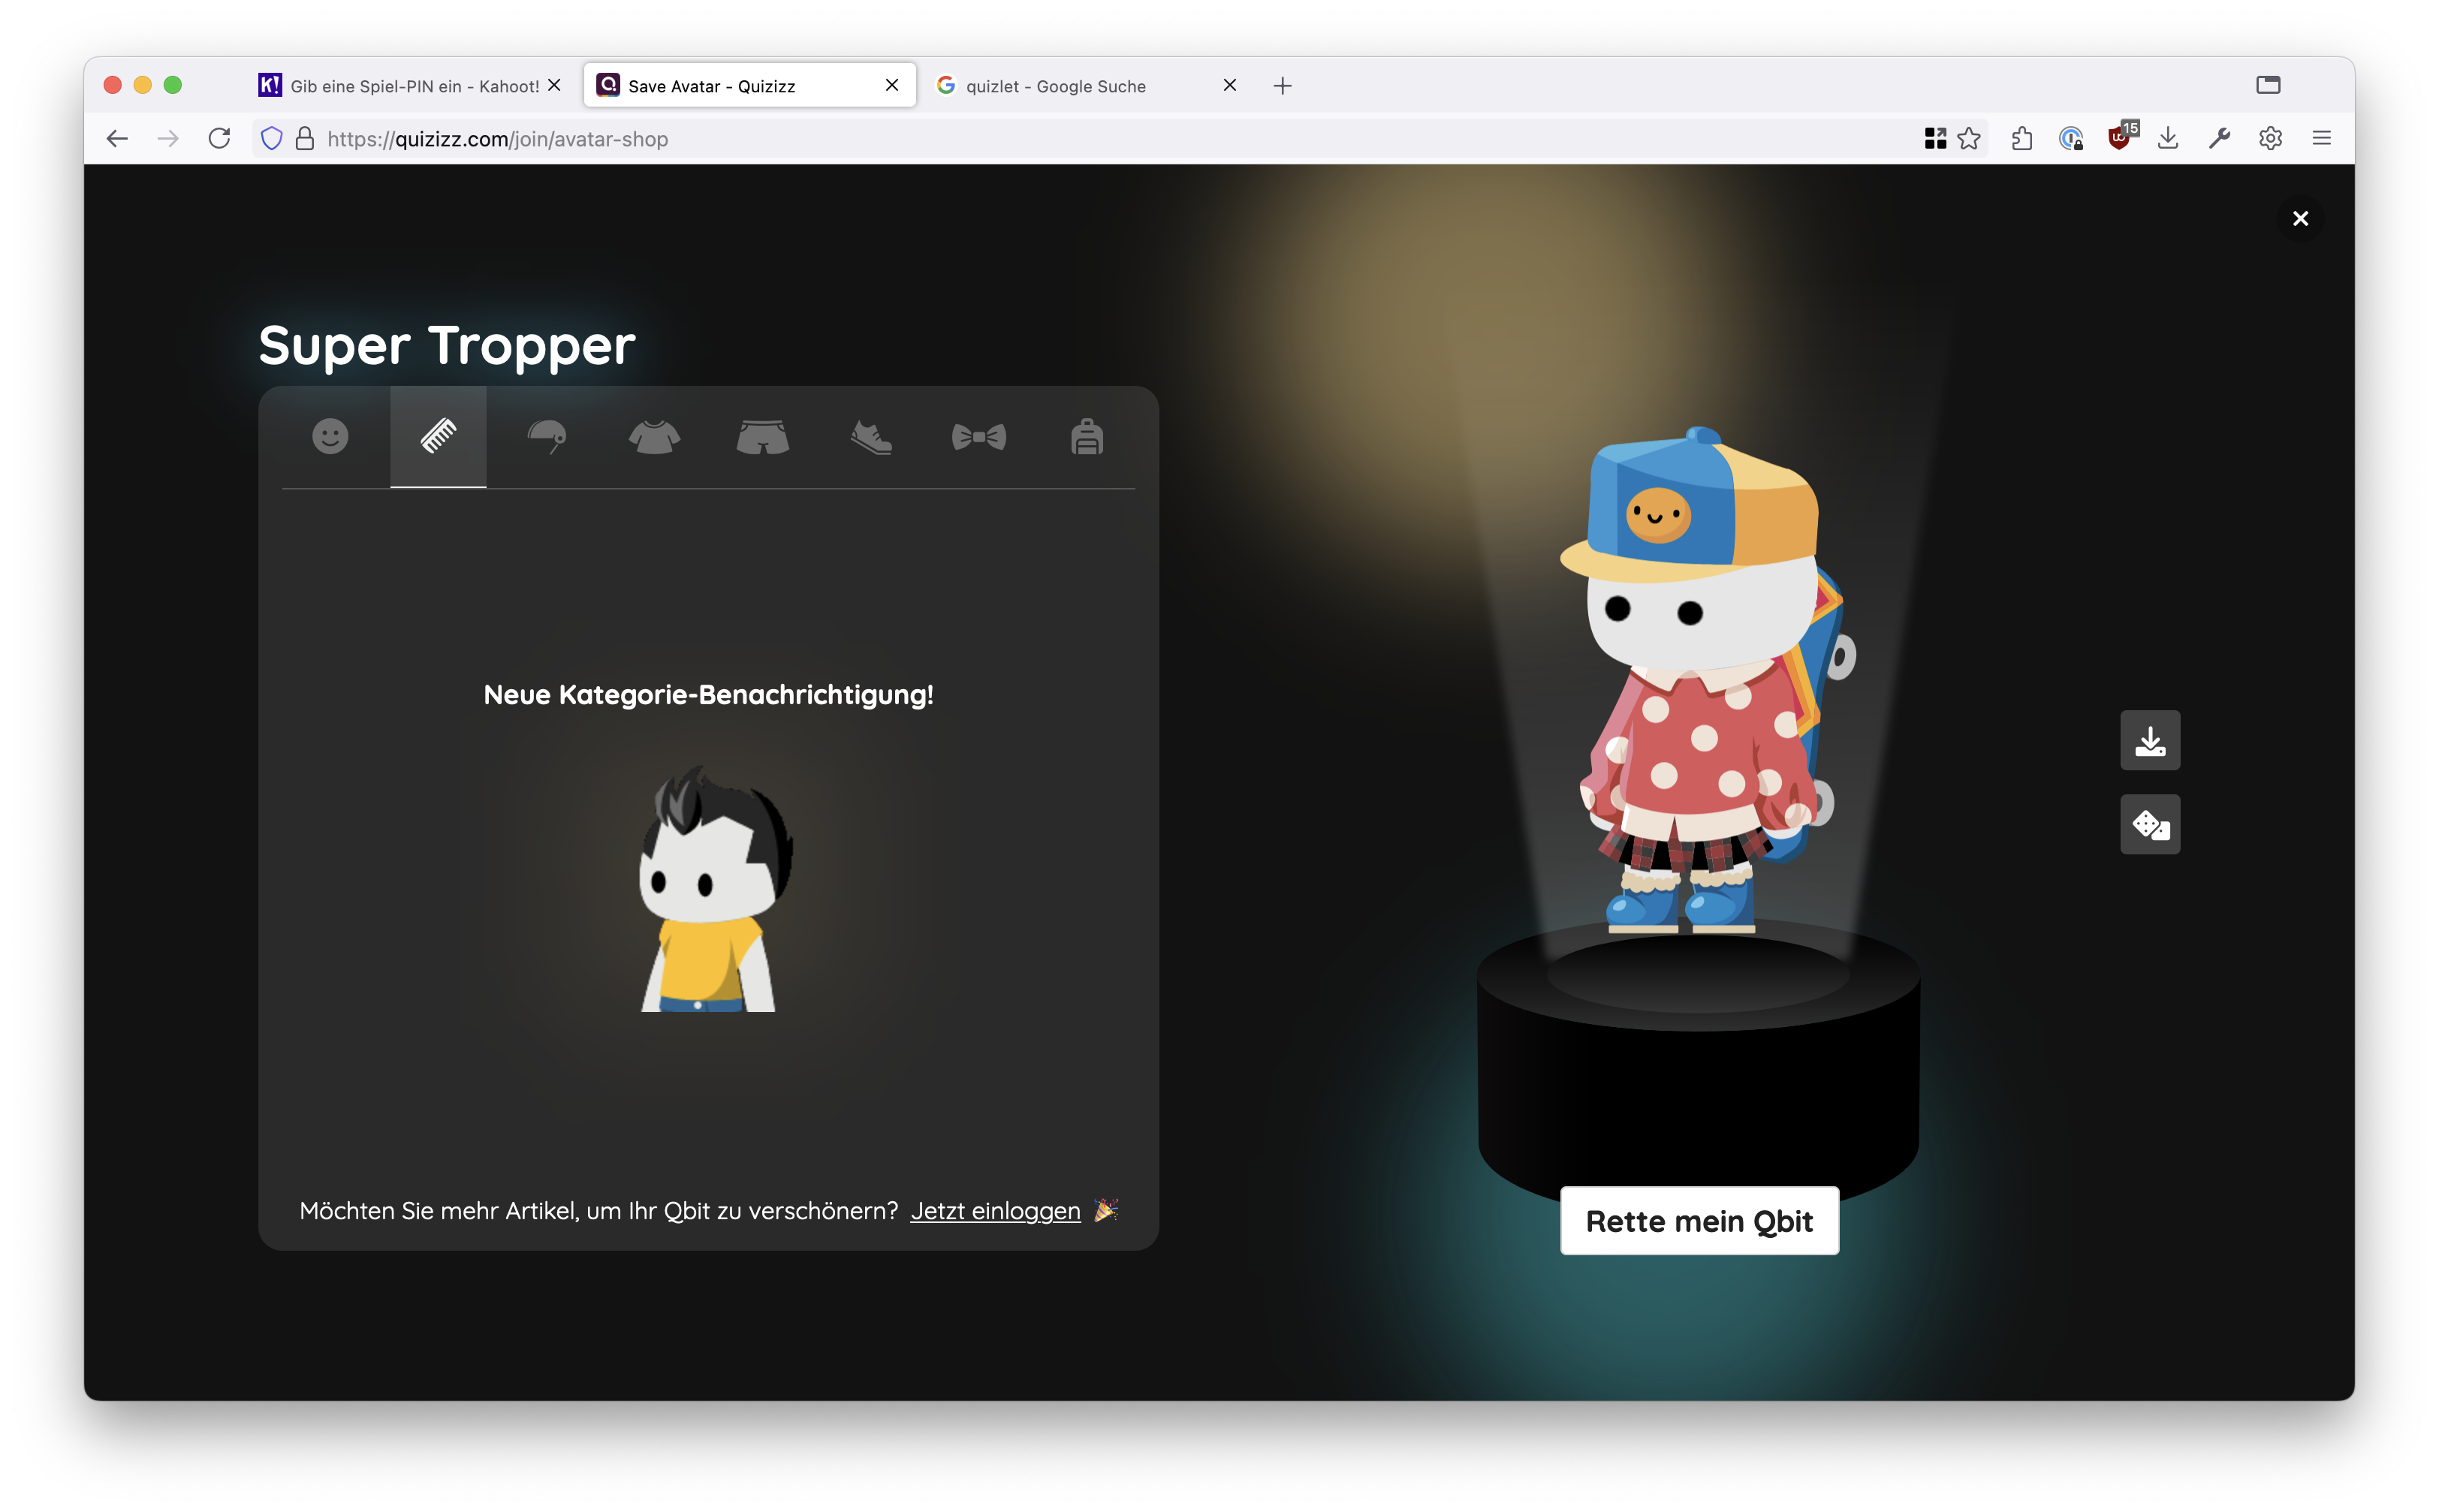 Gib eine Spiel-PIN ein - Kahoot!
Save Avatar - Quizizz
quizlet - Google Suche
https://quizizz.com/join/avatar-shop
15
Super Tropper
Neue Kategorie-Benachrichtigung!
Möchten Sie mehr Artikel, um Ihr Qbit zu verschönern? Jetzt einloggen 🎉
Rette mein Qbit